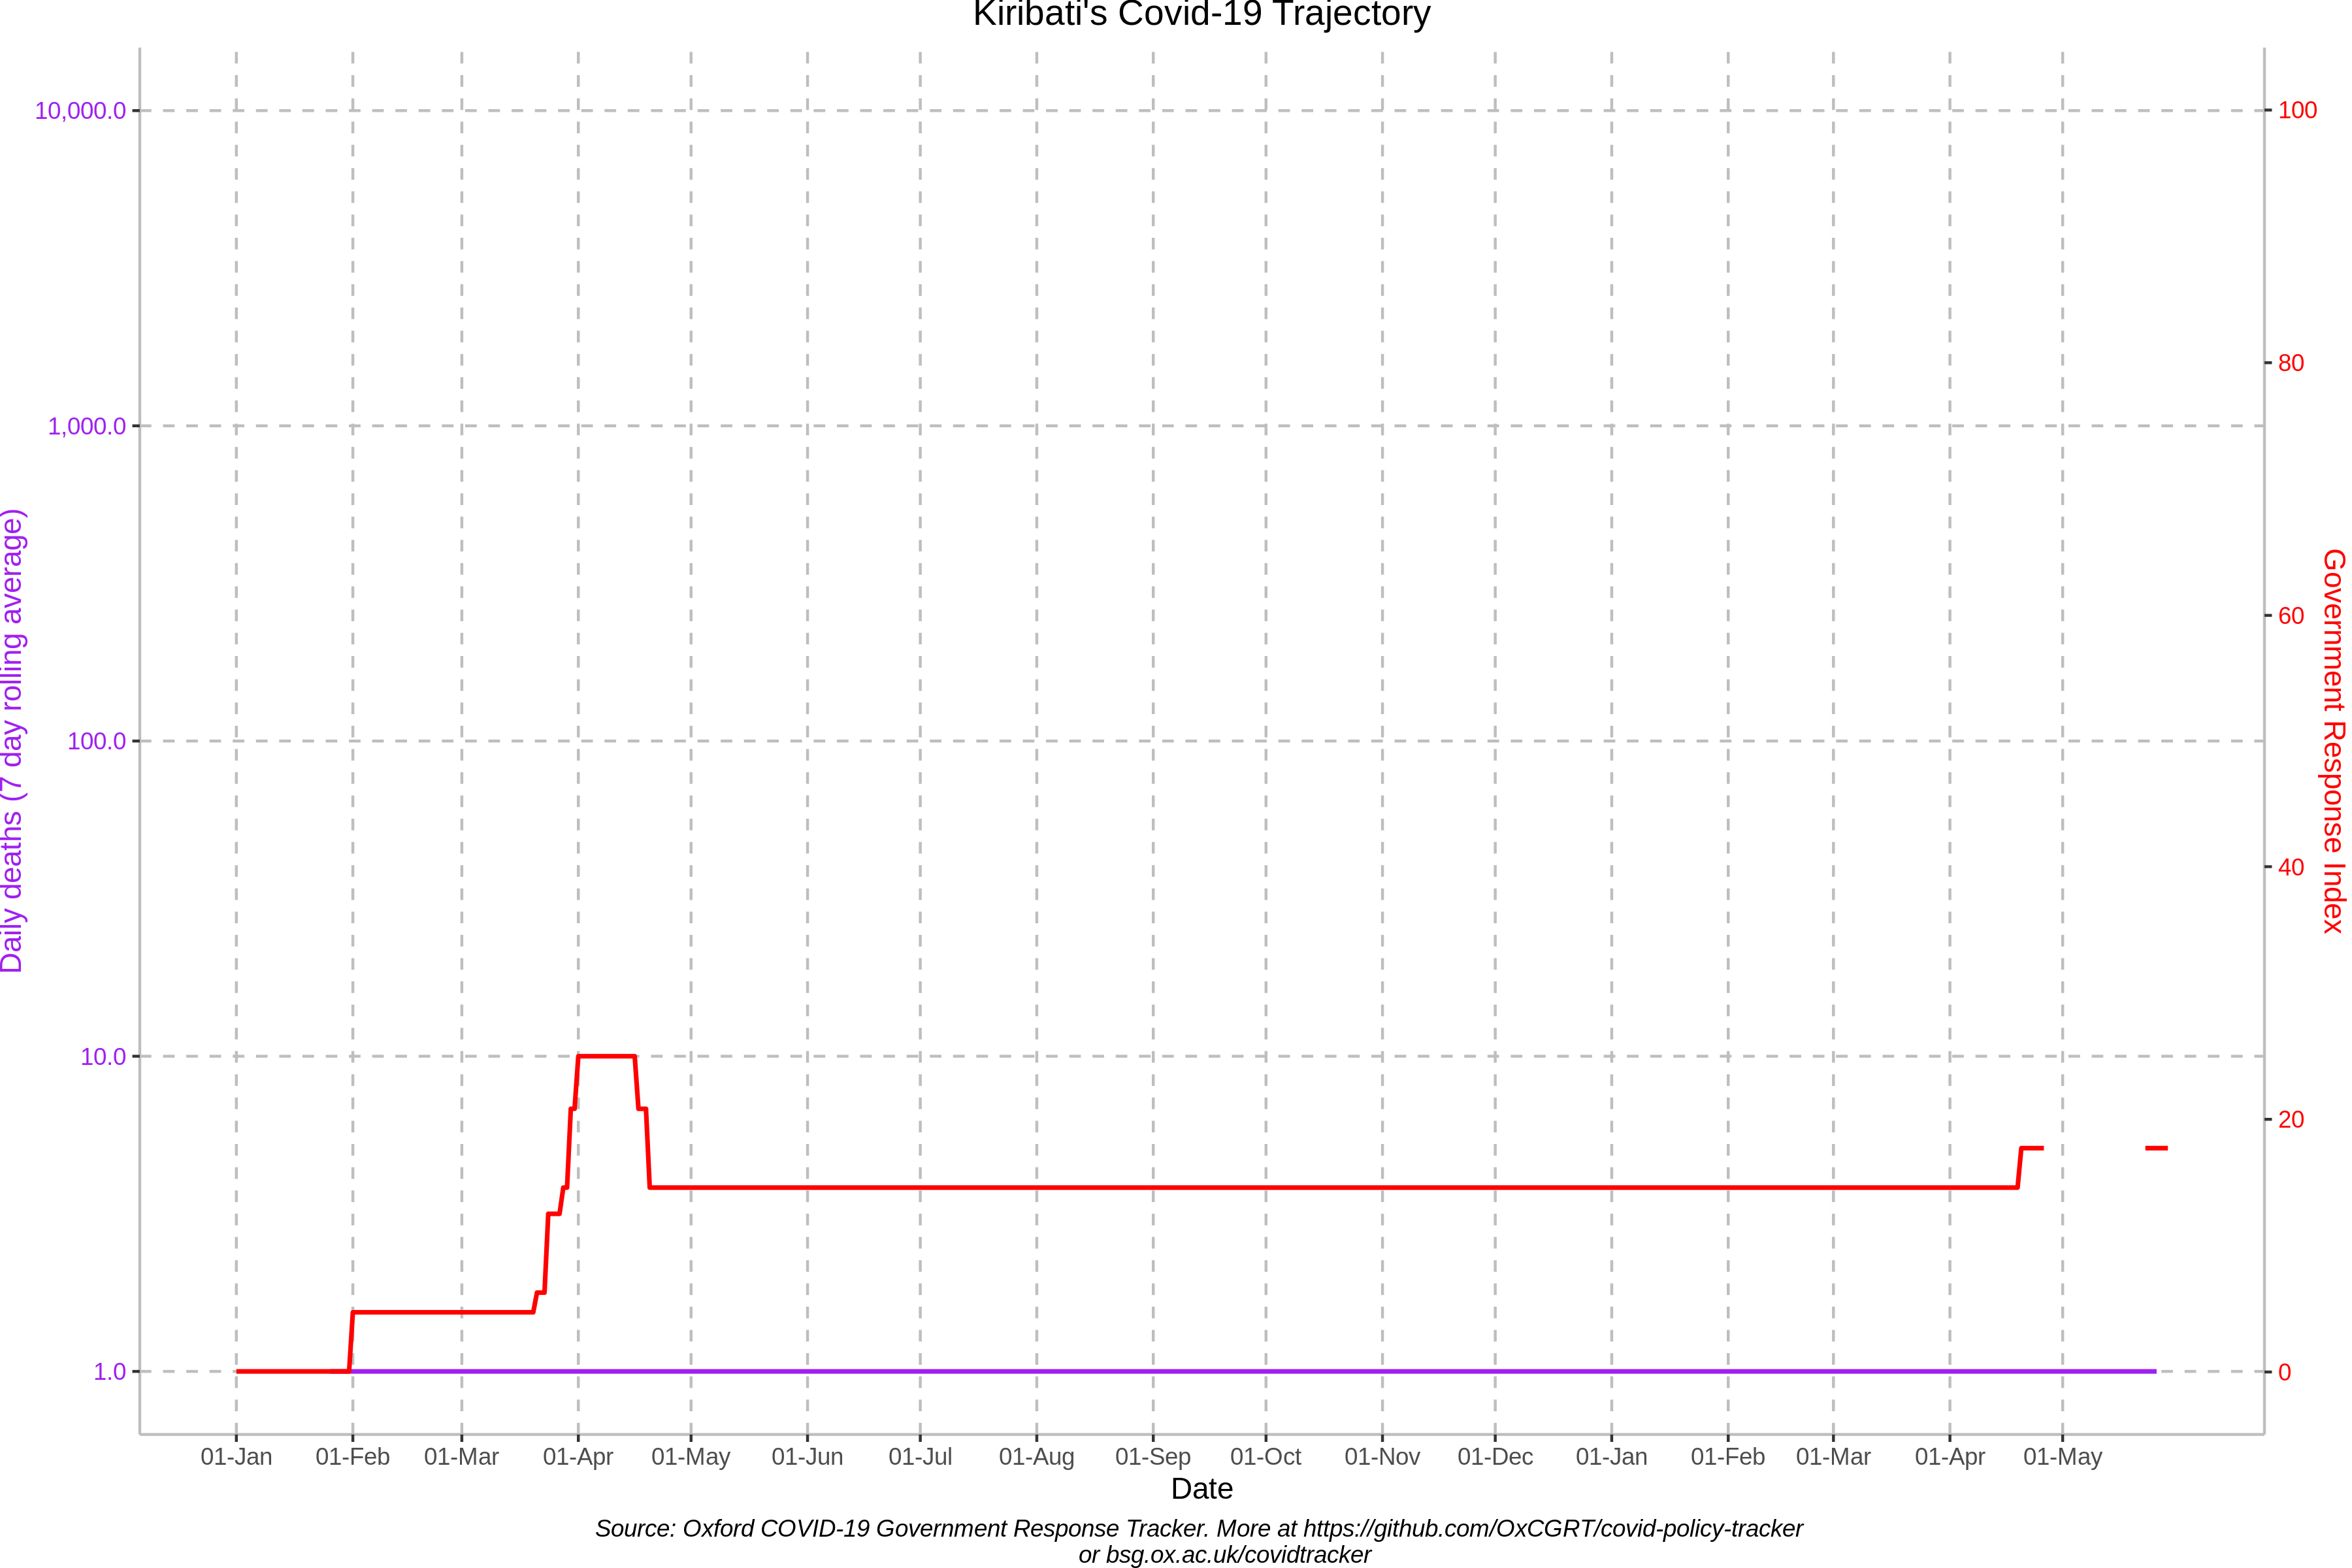 Kiribati's Covid-19 Trajectory
10,000.0
1,000.0
100.0
10.0
1.0
Daily deaths (7 day rolling average)
100
80
60
40
20
0
Government Response Index
01-Jan 01-Feb 01-Mar 01-Apr 01-May 01-Jun 01-Jul 01-Aug 01-Sep 01-Oct 01-Nov 01-Dec 01-Jan 01-Feb 01-Mar 01-Apr 01-May
Date
Source: Oxford COVID-19 Government Response Tracker. More at https://github.com/OxCGRT/covid-policy-tracker
or bsg.ox.ac.uk/covidtracker